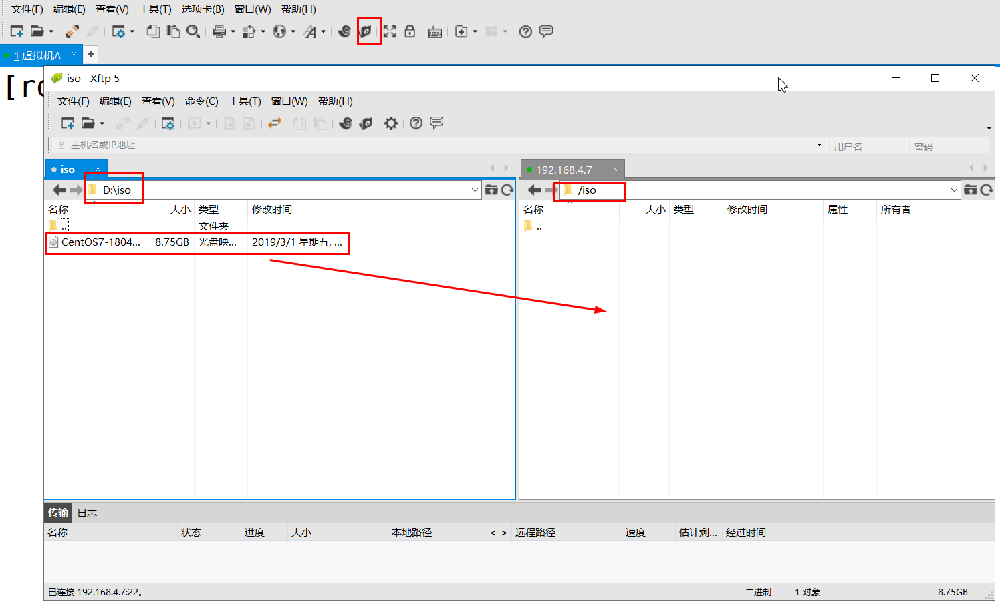 文件(F) 编辑(E) 查看(V) 工具(T) 选项卡(B) 窗口(W) 帮助(H)
1 虚拟机A × +
[ro
iso - Xftp 5
文件(F) 编辑(E) 查看(V) 命令(C) 工具(T) 窗口(W) 帮助(H)
主机名或IP地址 用户名 密码
iso × 192.168.4.7 ×
D:\iso /iso
名称 大小 类型 修改时间 名称 大小 类型 修改时间 属性 所有者
.. 文件夹 ..
CentOS7-1804... 8.75GB 光盘映... 2019/3/1 星期五, ...
传输 日志
名称 状态 进度 大小 本地路径 <-> 远程路径 速度 估计剩... 经过时间
已连接 192.168.4.7:22。 二进制 1 对象 8.75GB